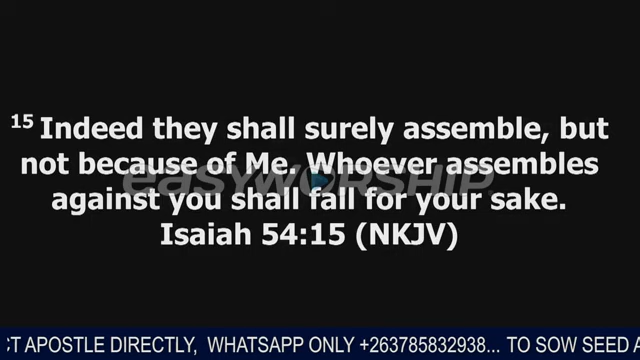 15 Indeed they shall surely assemble, but
not because of Me. Whoever assembles
against you shall fall for your sake.
Isaiah 54:15 (NKJV)
easyworship
CT APOSTLE DIRECTLY, WHATSAPP ONLY +263785832938... TO SOW SEED A